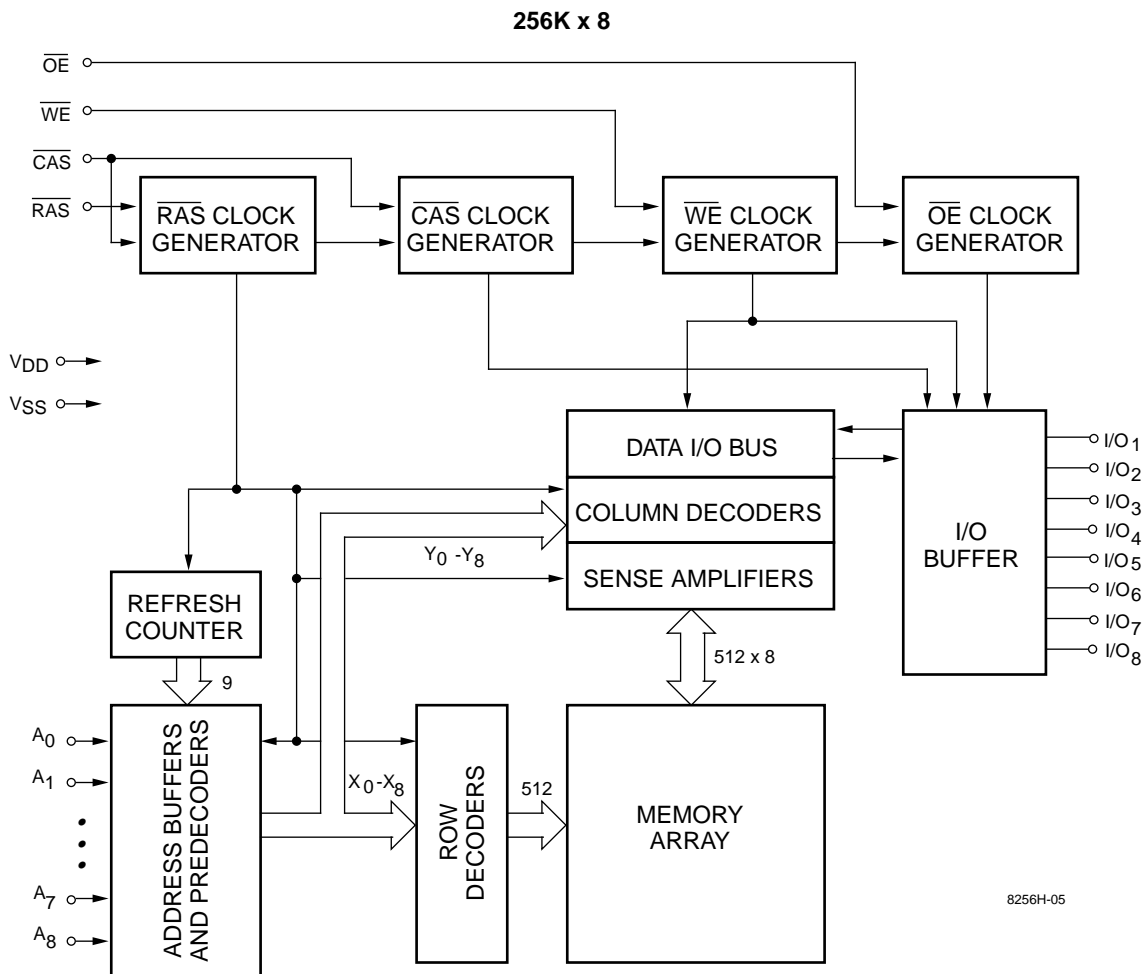 256K x 8
OE
WE
CAS
RAS
RAS CLOCK
GENERATOR
CAS CLOCK
GENERATOR
WE CLOCK
GENERATOR
OE CLOCK
GENERATOR
VDD
VSS
DATA I/O BUS
COLUMN DECODERS
SENSE AMPLIFIERS
I/O
BUFFER
I/O1
I/O2
I/O3
I/O4
I/O5
I/O6
I/O7
I/O8
Y0 -Y8
REFRESH
COUNTER
9
512 x 8
A0
A1
A7
A8
ADDRESS BUFFERS
AND PREDECODERS
X0-X8
ROW
DECODERS
512
MEMORY
ARRAY
8256H-05